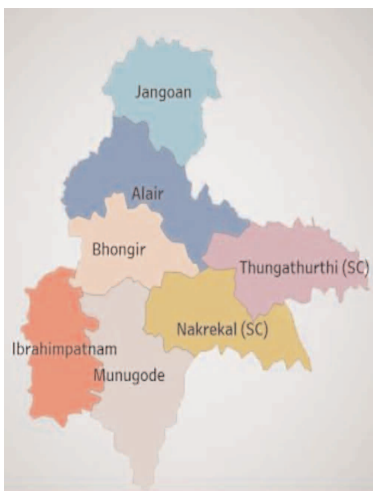 Jangoan
Alair
Bhongir
Thungathurthi (SC)
Nakrekal (SC)
Ibrahimpatnam
Munugode